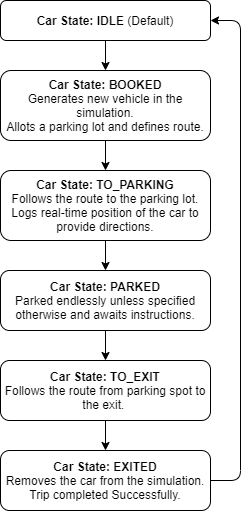 Car State: IDLE (Default)
Car State: BOOKED
Generates new vehicle in the
simulation.
Allots a parking lot and defines route.
Car State: TO_PARKING
Follows the route to the parking lot.
Logs real-time position of the car to
provide directions.
Car State: PARKED
Parked endlessly unless specified
otherwise and awaits instructions.
Car State: TO_EXIT
Follows the route from parking spot to
the exit.
Car State: EXITED
Removes the car from the simulation.
Trip completed Successfully.